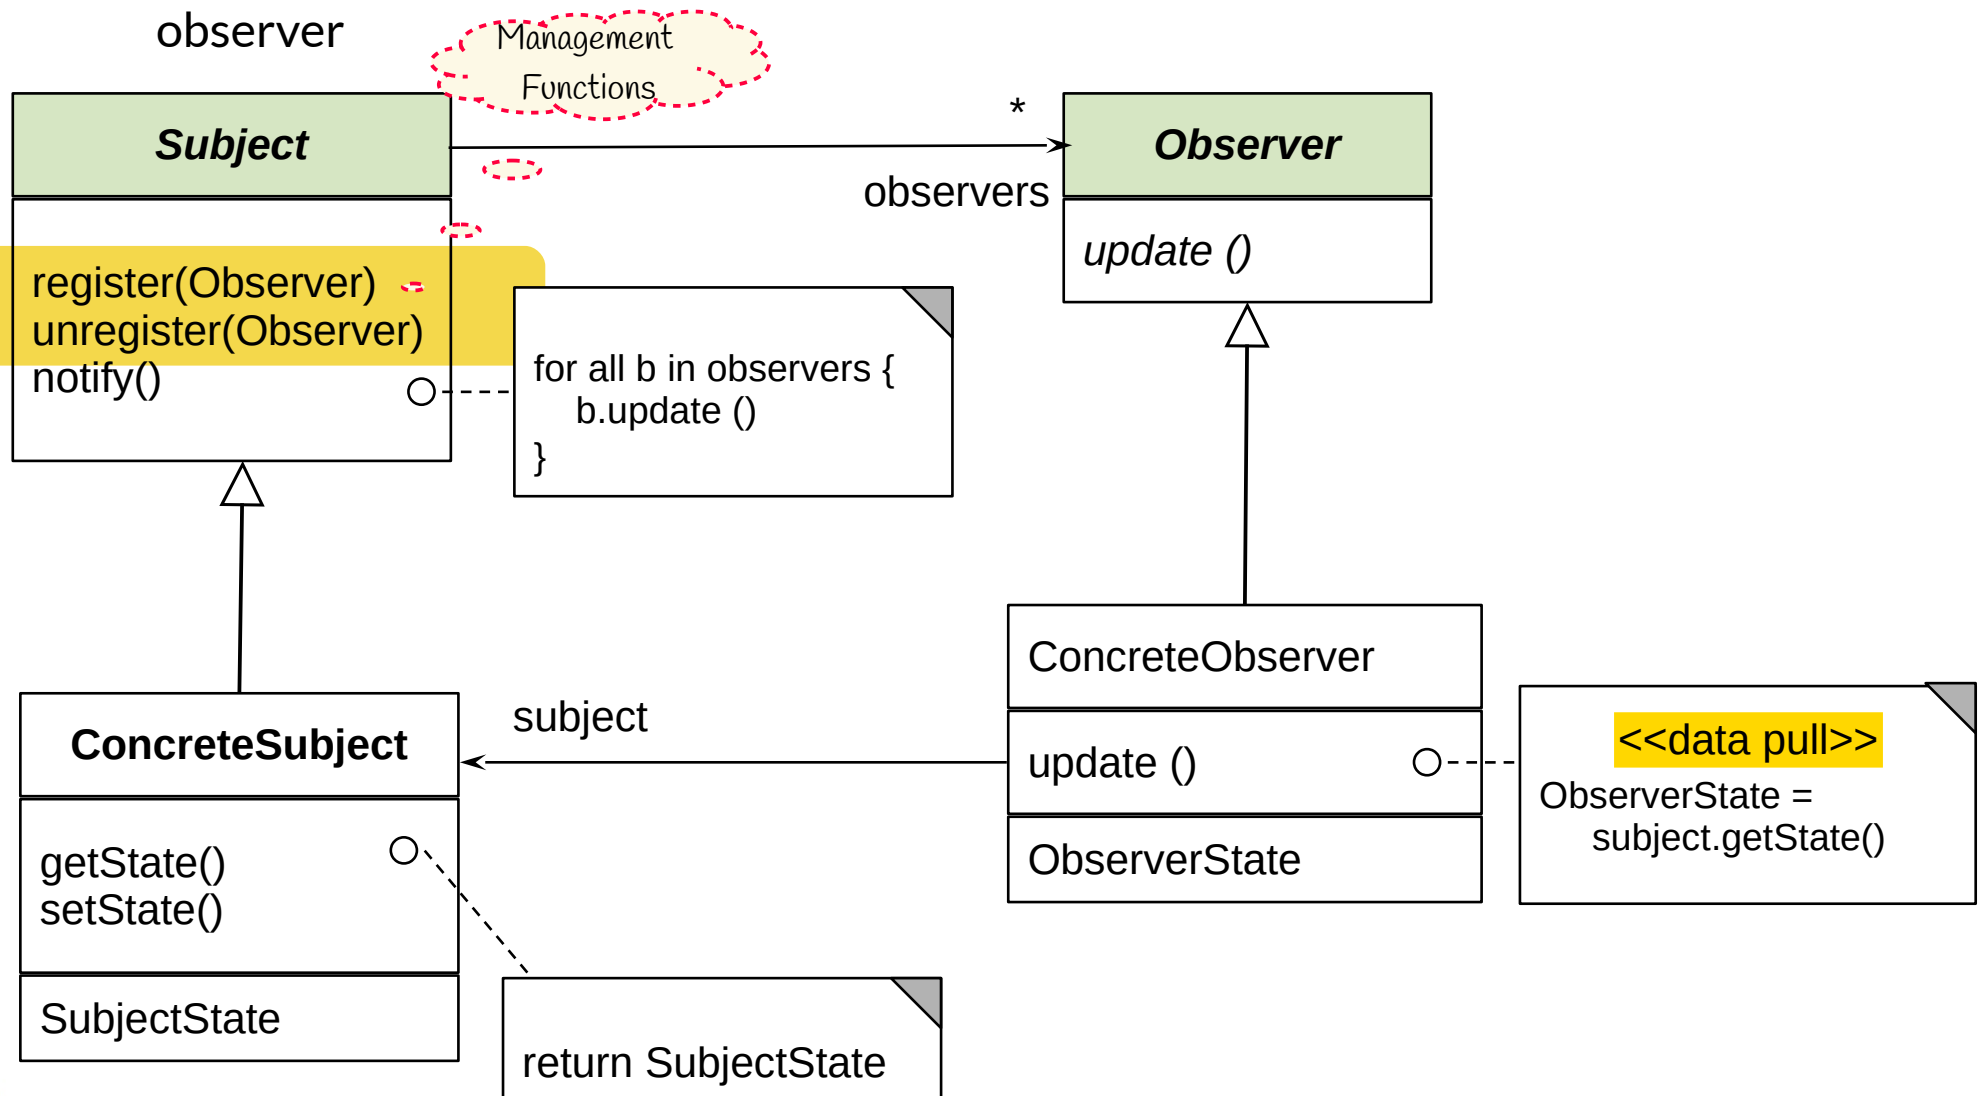 observer
Management
Functions
Subject
*
Observer
observers
update ()
register(Observer)
unregister(Observer)
notify()
for all b in observers {
b.update ()
}
ConcreteObserver
update ()
ObserverState
subject
ConcreteSubject
getState()
setState()
SubjectState
<<data pull>>
ObserverState =
subject.getState()
return SubjectState